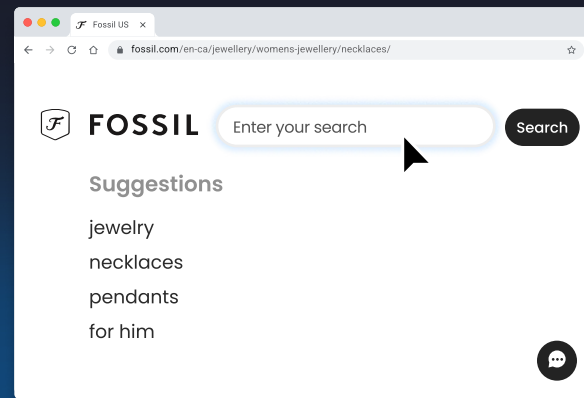 Fossil US
fossil.com/en-ca/jewellery/womens-jewellery/necklaces/
F FOSSIL
Enter your search
Search
Suggestions
jewelry
necklaces
pendants
for him